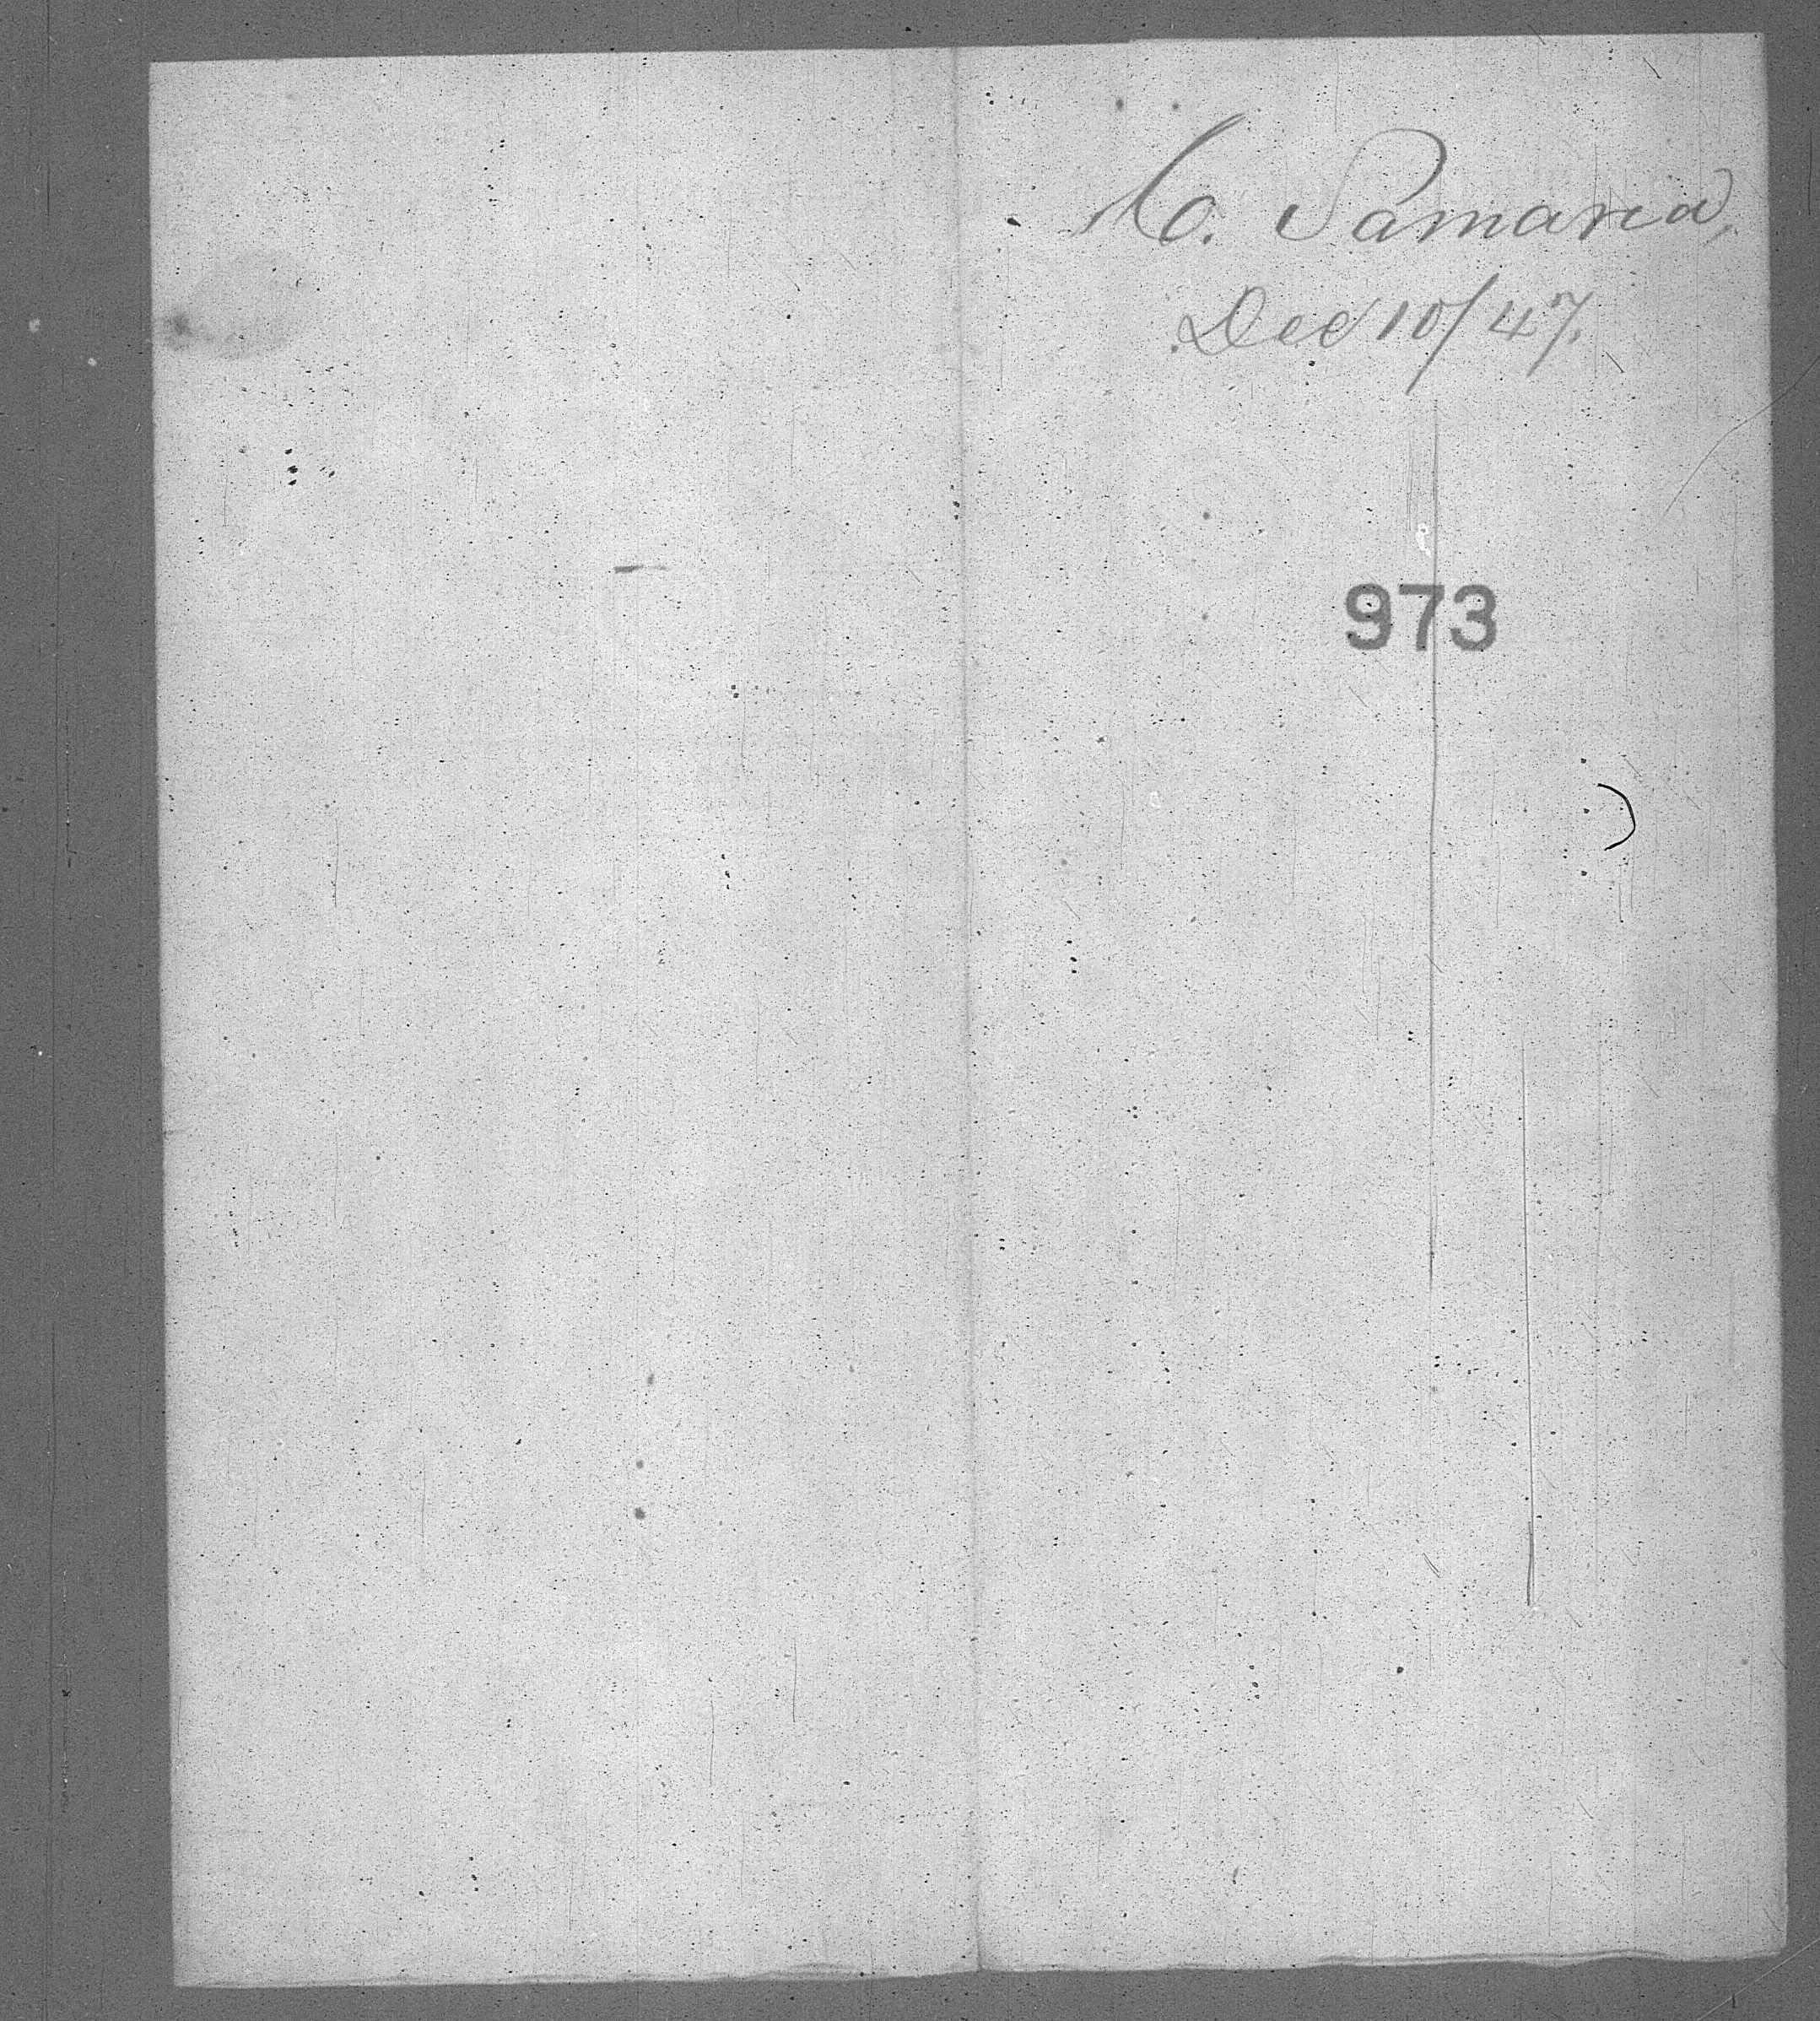 C. Samaria,
Dec 10/47.
973